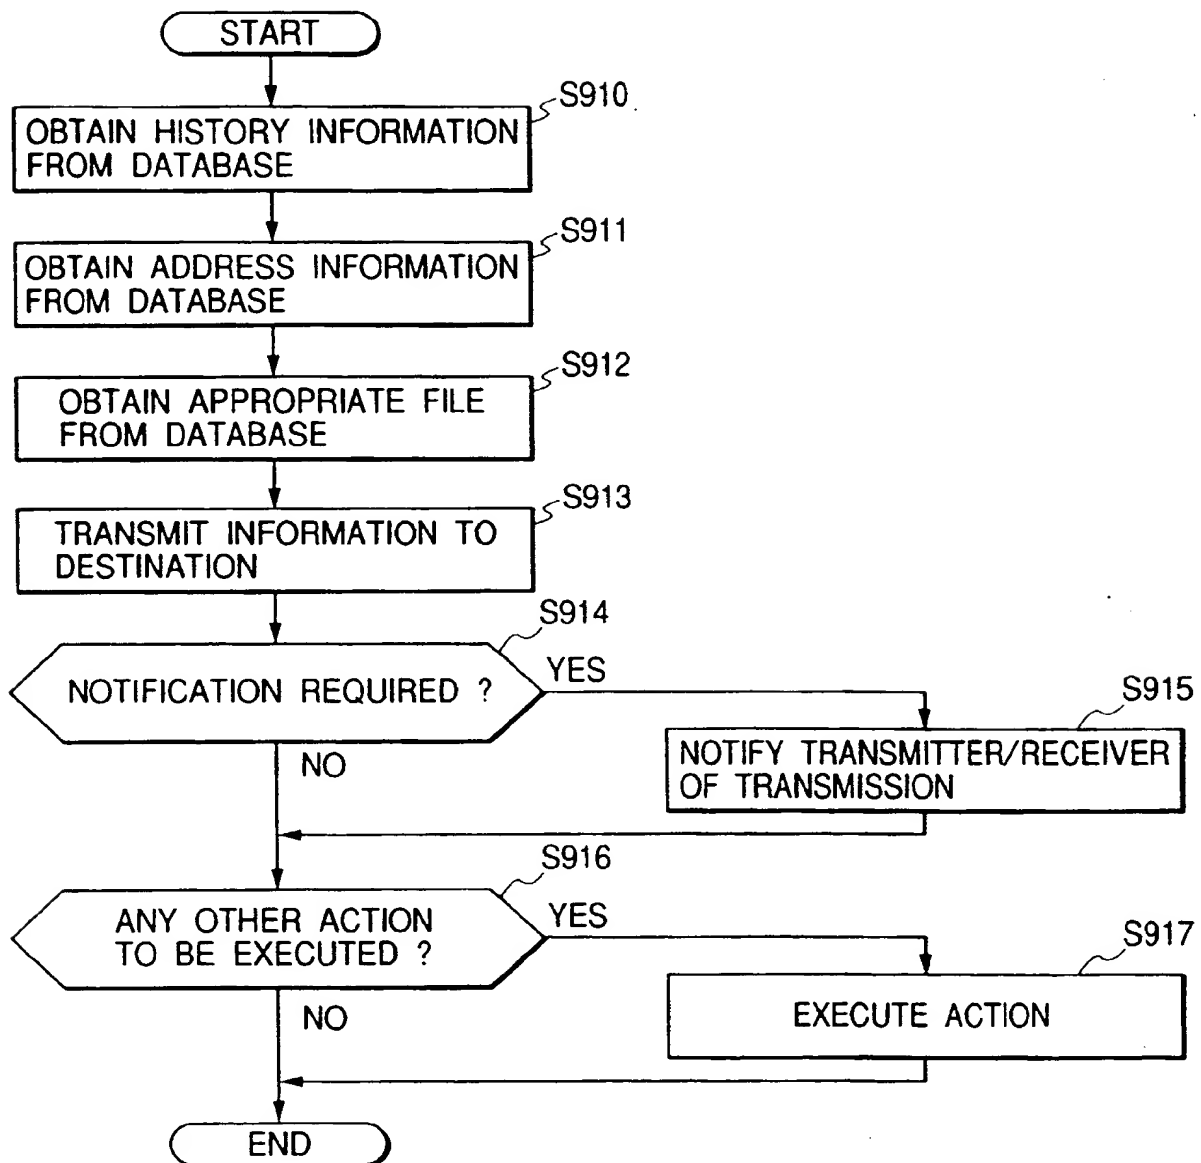 START
S910
OBTAIN HISTORY INFORMATION
FROM DATABASE
S911
OBTAIN ADDRESS INFORMATION
FROM DATABASE
S912
OBTAIN APPROPRIATE FILE
FROM DATABASE
S913
TRANSMIT INFORMATION TO
DESTINATION
S914
NOTIFICATION REQUIRED ?
YES
NO
S915
NOTIFY TRANSMITTER/RECEIVER
OF TRANSMISSION
S916
ANY OTHER ACTION
TO BE EXECUTED ?
YES
NO
S917
EXECUTE ACTION
END